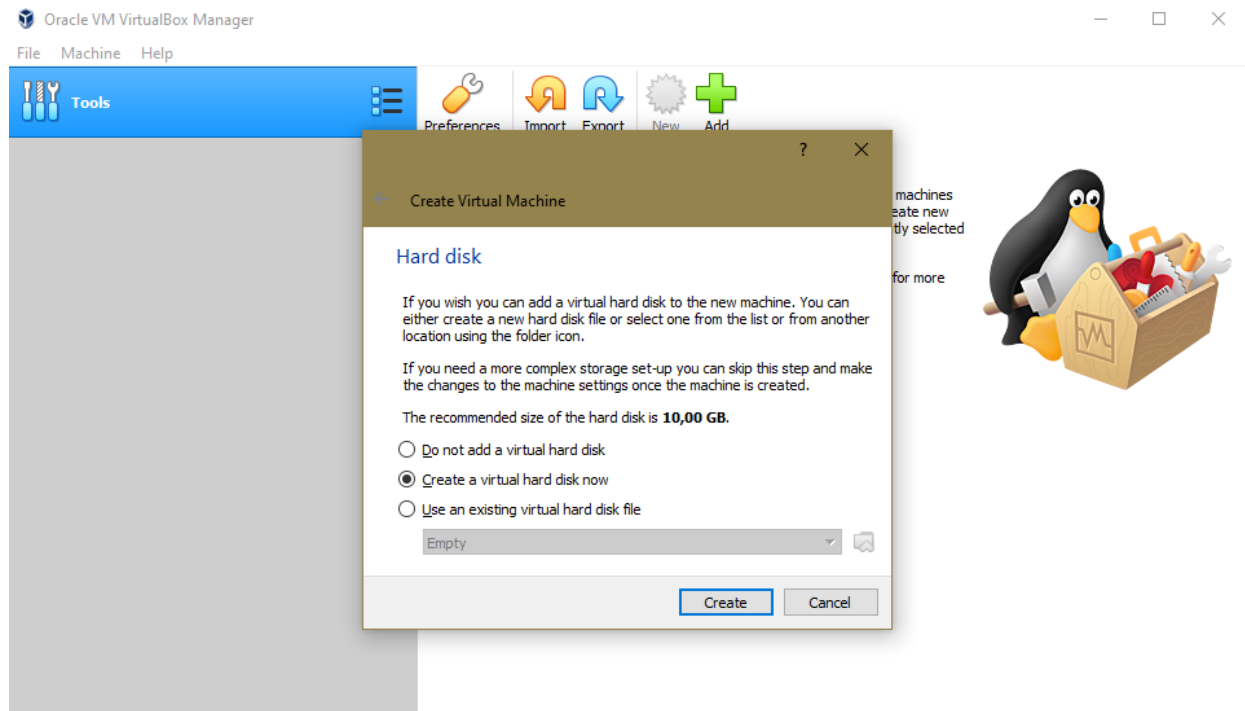 Oracle VM VirtualBox Manager
File Machine Help
Tools
Preferences Import Export New Add
? 
Create Virtual Machine
machines
eate new
tly selected
for more
Hard disk
If you wish you can add a virtual hard disk to the new machine. You can
either create a new hard disk file or select one from the list or from another
location using the folder icon.
If you need a more complex storage set-up you can skip this step and make
the changes to the machine settings once the machine is created.
The recommended size of the hard disk is 10,00 GB.
Do not add a virtual hard disk
Create a virtual hard disk now
Use an existing virtual hard disk file
Empty
Create Cancel